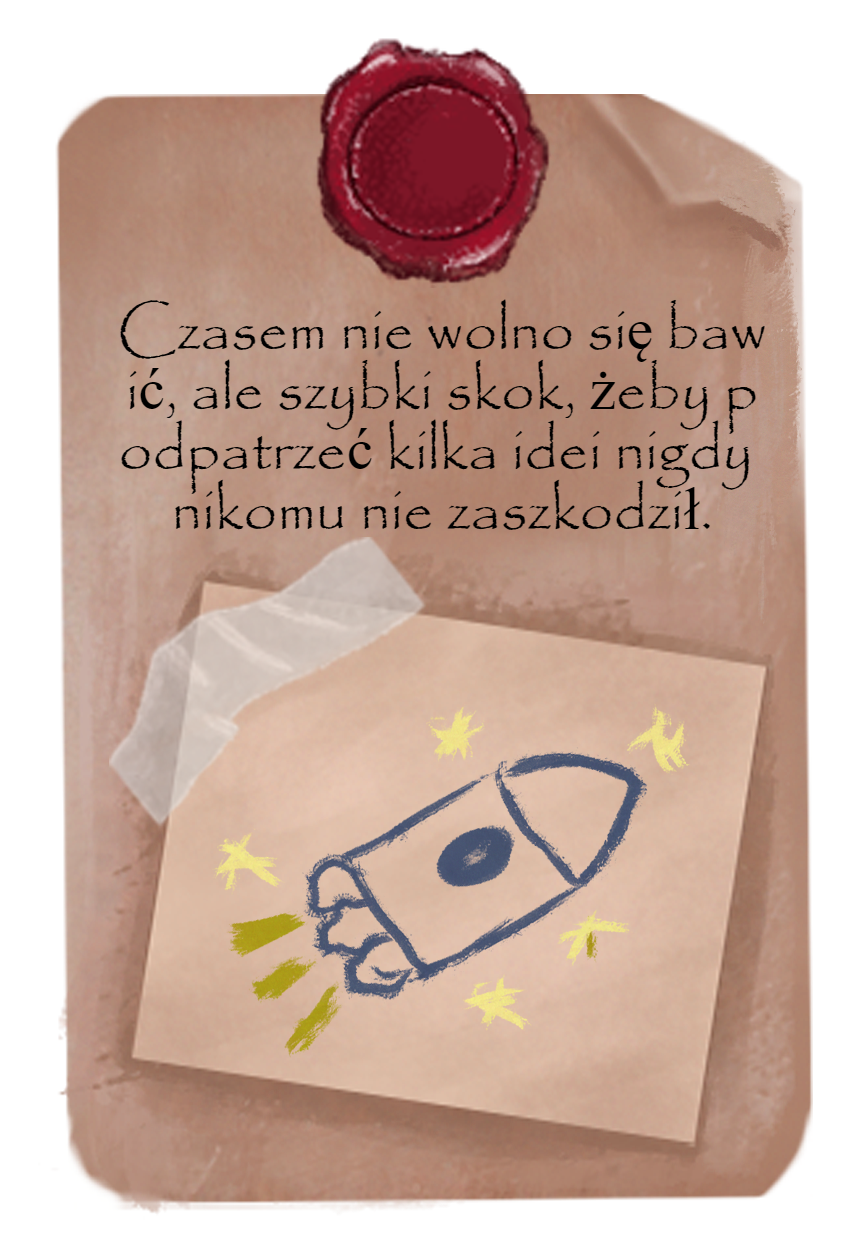 Czasem nie wolno się baw
ić, ale szybki skok, żeby p
odpatrzeć kilka idei nigdy
nikomu nie zaszkodził.